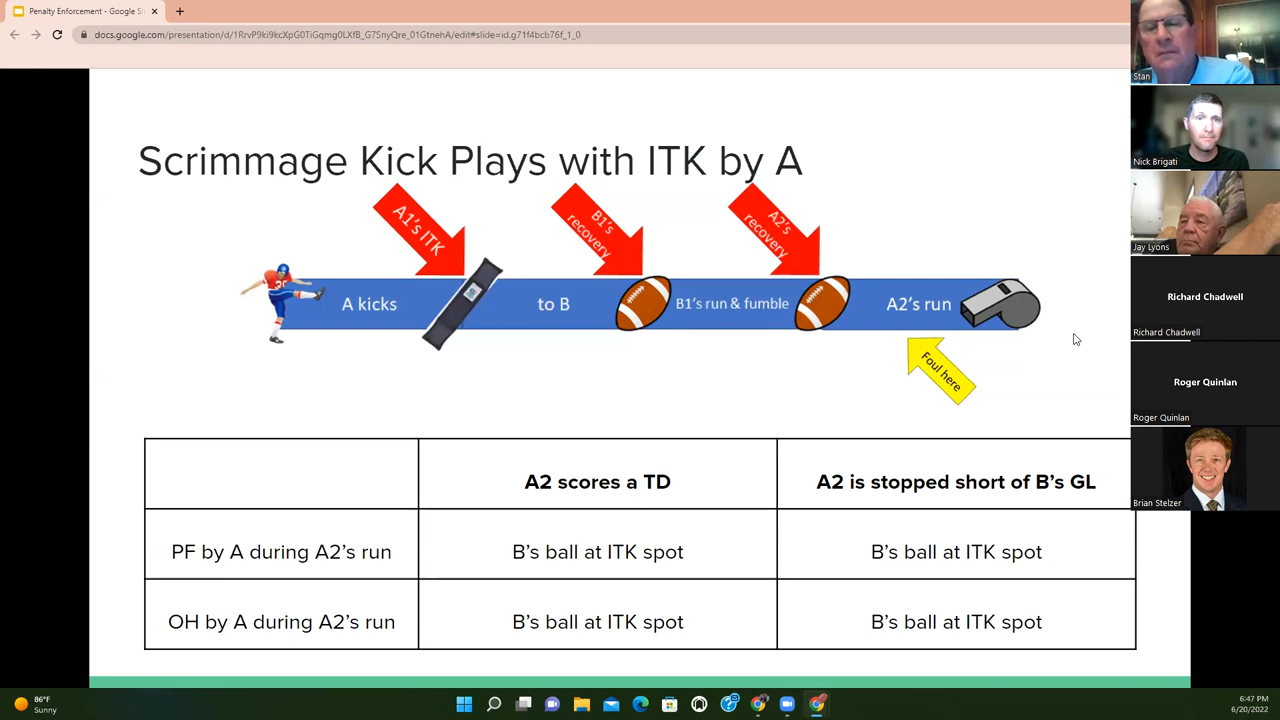 Penalty Enforcement - Google Sl
docs.google.com/presentation/d/1RrvP9ki9kcXpG0TiGqmg0LXfB_G7SnyQre_01GtnehA/edit#slide=id.g71f4bcb76f_1_0
Scrimmage Kick Plays with ITK by A
A1's ITK
B1's recovery
A2's recovery
A kicks
to B
B1's run & fumble
A2's run
Foul here
A2 scores a TD
A2 is stopped short of B's GL
PF by A during A2's run
B's ball at ITK spot
B's ball at ITK spot
OH by A during A2's run
B's ball at ITK spot
B's ball at ITK spot
Stan
Nick Brigati
Jay Lyons
Richard Chadwell
Richard Chadwell
Roger Quinlan
Roger Quinlan
Brian Stelzer
86°F
Sunny
6:47 PM
6/20/2022